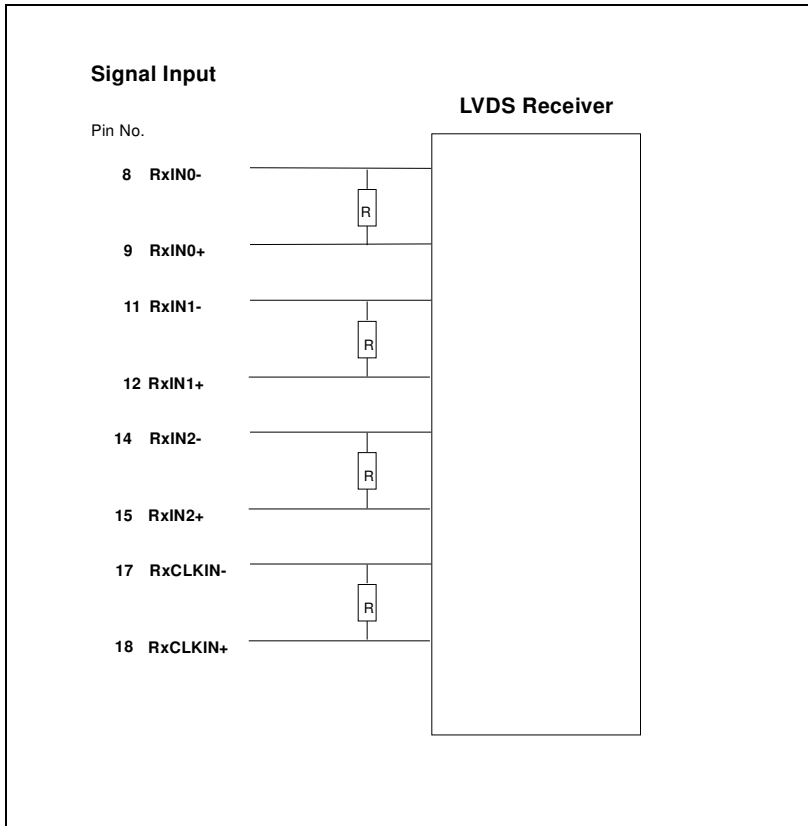 Signal Input
LVDS Receiver
Pin No.
8 RxIN0-
R
9 RxIN0+
11 RxIN1-
R
12 RxIN1+
14 RxIN2-
R
15 RxIN2+
17 RxCLKIN-
R
18 RxCLKIN+